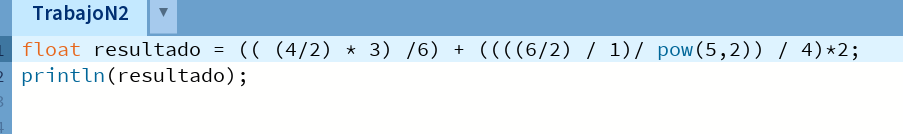 TrabajoN2 ▼
1 float resultado = (( (4/2) * 3) /6) + ((((6/2) / 1)/ pow(5,2)) / 4)*2;
2 println(resultado);
3
4